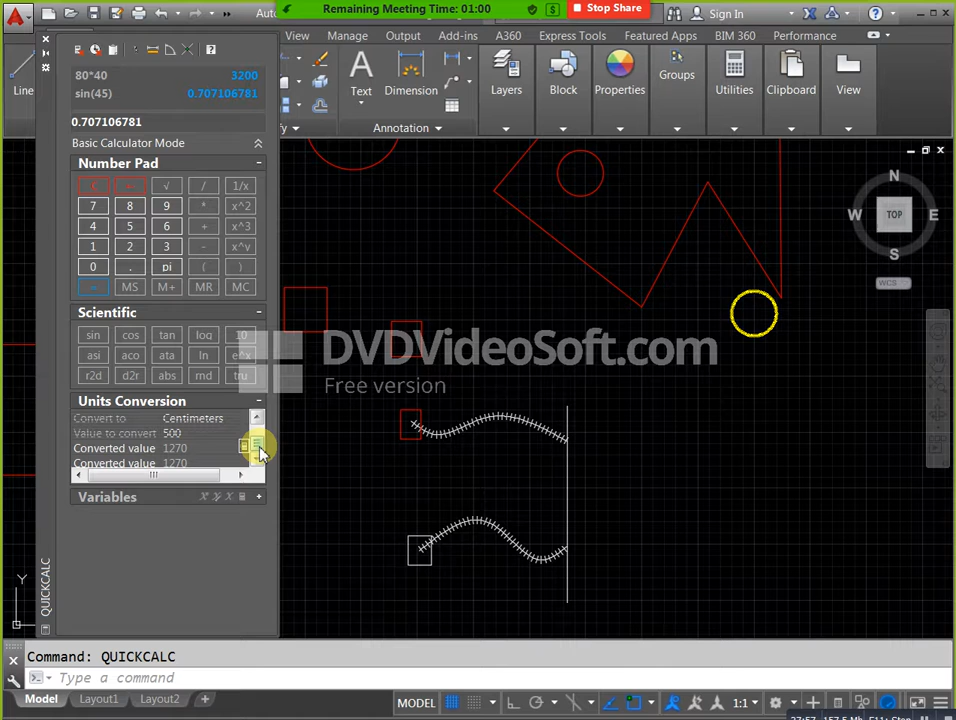 Remaining Meeting Time: 01:00
Stop Share
Sign In
View Manage Output Add-ins A360 Express Tools Featured Apps BIM 360 Performance
Line
Text
Dimension
Layers
Block
Properties
Groups
Utilities
Clipboard
View
Annotation
80*40 3200
sin(45) 0.707106781
0.707106781
Basic Calculator Mode
Number Pad
C √ / 1/x
7 8 9 * x^2
4 5 6 + x^3
1 2 3 - x^y
0 . pi ( )
= MS M+ MR MC
Scientific
sin cos tan log 10
asi aco ata ln e^x
r2d d2r abs rnd tru
Units Conversion
Convert to Centimeters
Value to convert 500
Converted value 1270
Converted value 1270
Variables
QUICKCALC
DVDVideoSoft.com
Free version
N
W TOP E
S
WCS
Y
Command: QUICKCALC
Type a command
Model Layout1 Layout2 +
MODEL
1:1